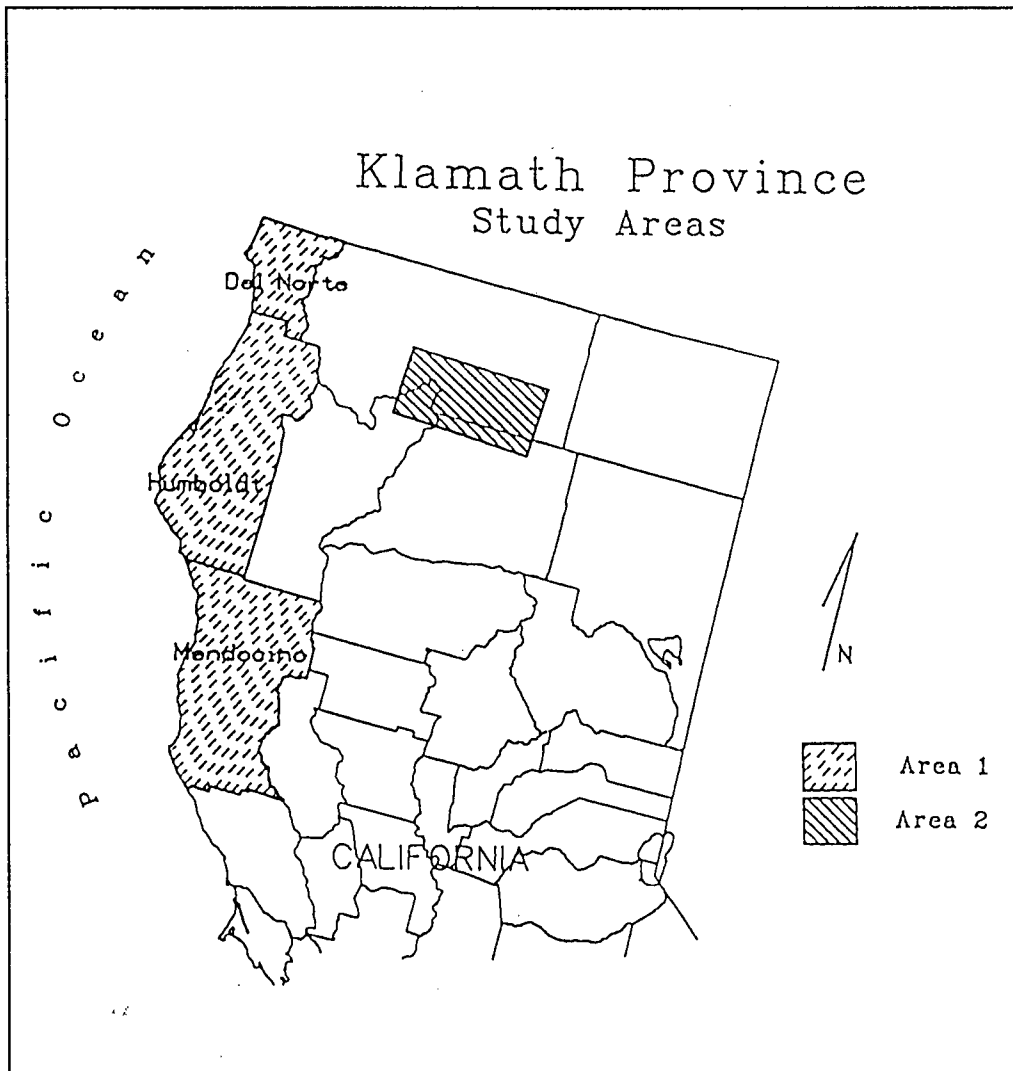 Klamath Province
Study Areas
Pacific Ocean
Del Norte
Humboldt
Mendocino
N
Area 1
Area 2
CALIFORNIA